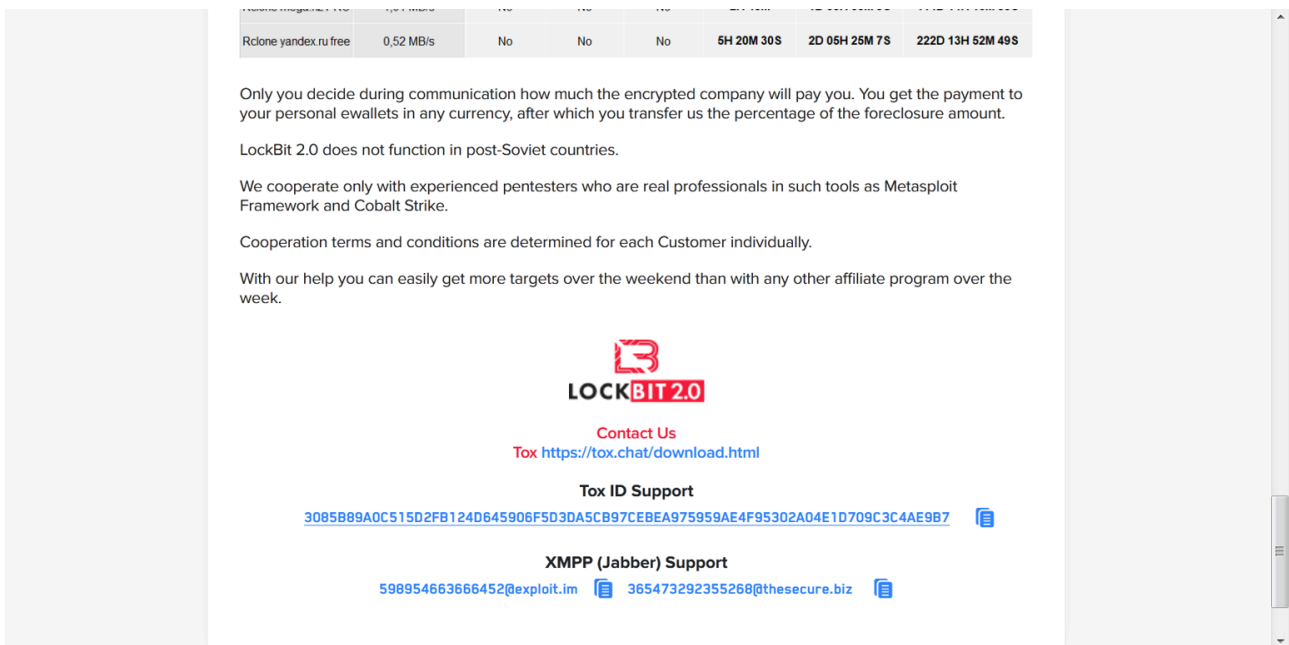 Rclone yandex.ru free 0,52 MB/s No No No 5H 20M 30S 2D 05H 25M 7S 222D 13H 52M 49S
Only you decide during communication how much the encrypted company will pay you. You get the payment to
your personal ewallets in any currency, after which you transfer us the percentage of the foreclosure amount.
LockBit 2.0 does not function in post-Soviet countries.
We cooperate only with experienced pentesters who are real professionals in such tools as Metasploit
Framework and Cobalt Strike.
Cooperation terms and conditions are determined for each Customer individually.
With our help you can easily get more targets over the weekend than with any other affiliate program over the
week.
LOCKBIT 2.0
Contact Us
Tox https://tox.chat/download.html
Tox ID Support
3085B89A0C515D2FB124D645906F5D3DA5CB97CEBEA975959AE4F95302A04E1D709C3C4AE9B7
XMPP (Jabber) Support
598954663666452@exploit.im 365473292355268@thesecure.biz